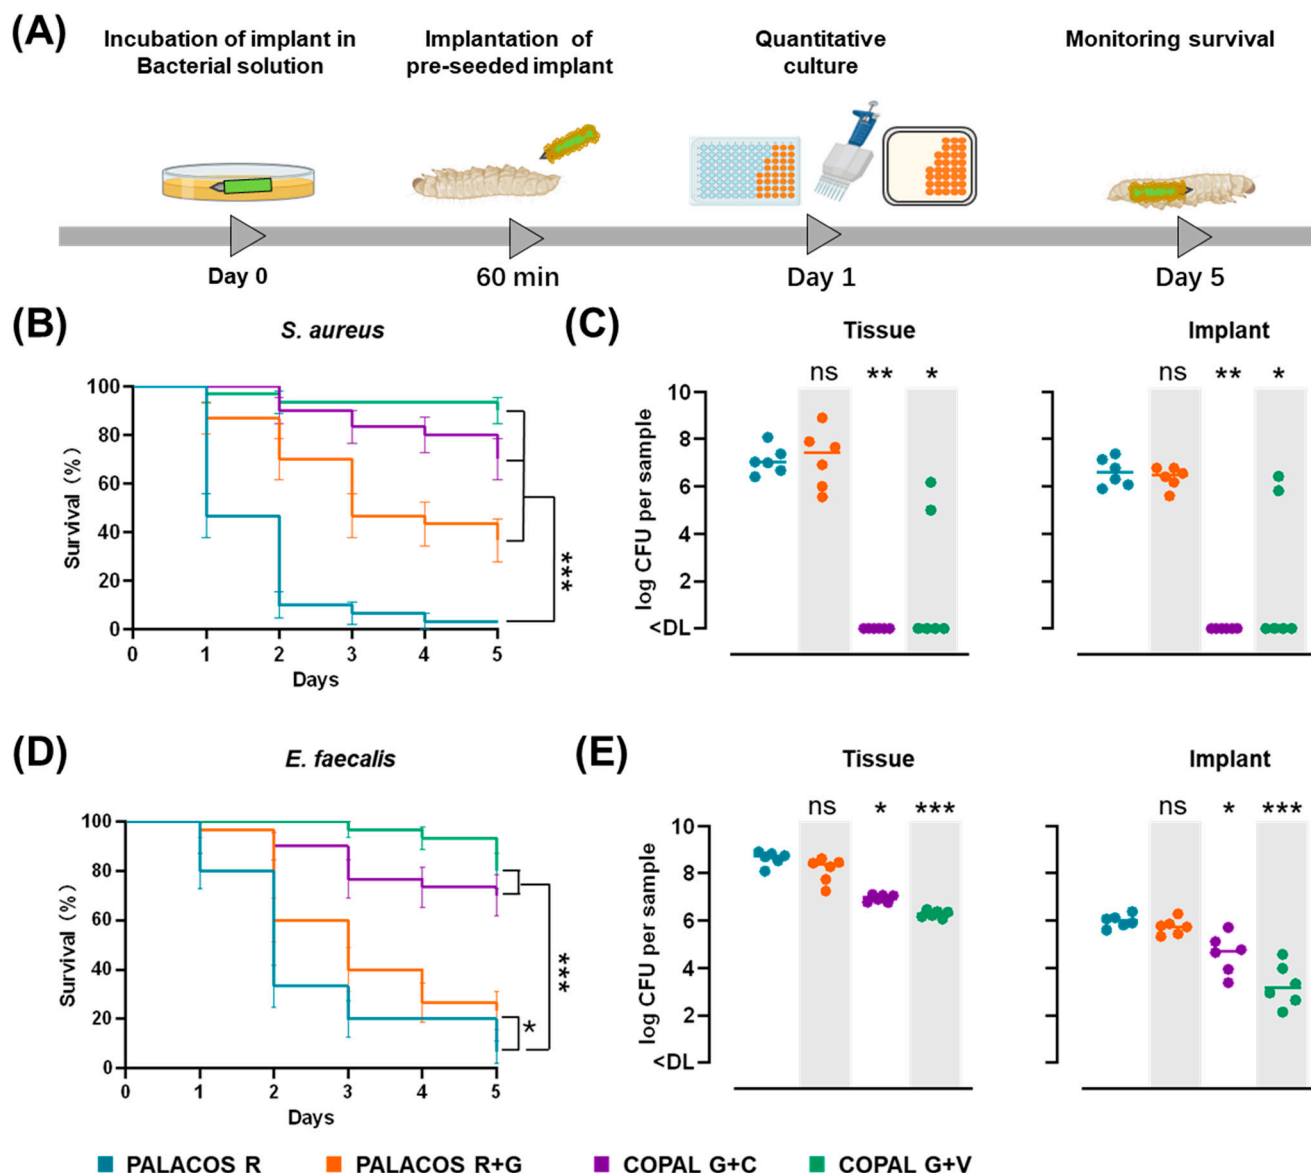 (A)
Incubation of implant in
Bacterial solution
Implantation of
pre-seeded implant
Quantitative
culture
Monitoring survival
Day 0
60 min
Day 1
Day 5
(B)
S. aureus
Survival (%)
100
80
60
40
20
0
0 1 2 3 4 5
Days
***
(C)
Tissue
Implant
ns ** *
ns ** *
log CFU per sample
10
8
6
4
2
<DL
(D)
E. faecalis
Survival (%)
100
80
60
40
20
0
0 1 2 3 4 5
Days
*
***
(E)
Tissue
Implant
ns * ***
ns * ***
log CFU per sample
10
8
6
4
2
<DL
PALACOS R PALACOS R+G COPAL G+C COPAL G+V